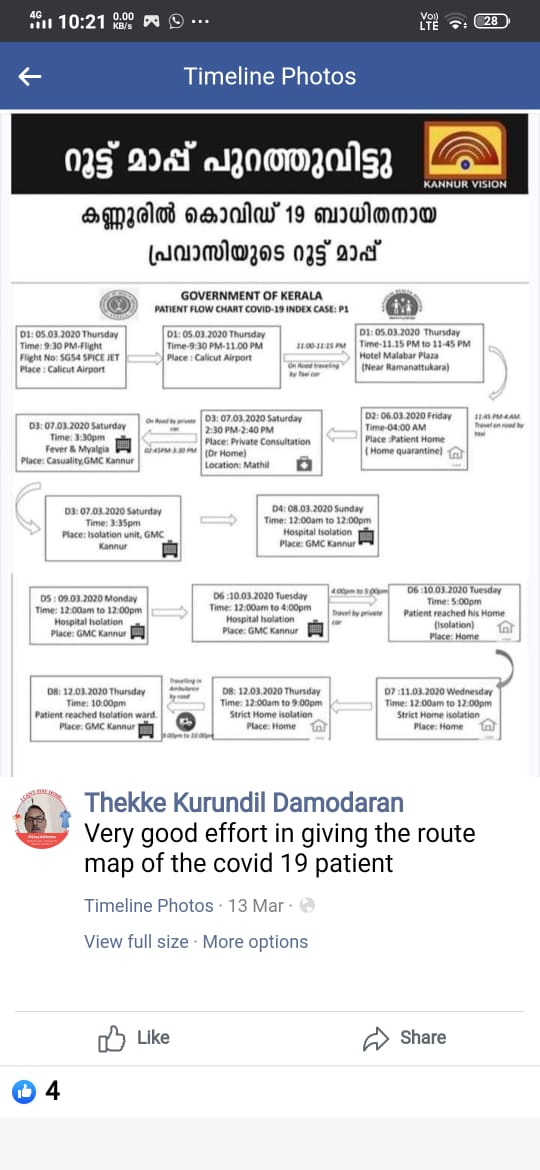 4G 10:21 0.00 KB/s ... Vo)) LTE 28
Timeline Photos
റൂട്ട് മാപ്പ് പുറത്തുവിട്ടു
KANNUR VISION
കണ്ണൂരിൽ കൊവിഡ് 19 ബാധിതനായ
പ്രവാസിയുടെ റൂട്ട് മാപ്പ്
GOVERNMENT OF KERALA
PATIENT FLOW CHART COVID-19 INDEX CASE: P1
D1: 05.03.2020 Thursday
Time: 9:30 PM-Flight
Flight No: SG54 SPICE JET
Place : Calicut Airport
D1: 05.03.2020 Thursday
Time-9:30 PM-11.00 PM
Place : Calicut Airport
11:00-11:15 PM
On Road traveling
by Taxi car
D1: 05.03.2020 Thursday
Time-11.15 PM to 11-45 PM
Hotel Malabar Plaza
(Near Ramanattukara)
11:45 PM-4AM.
Travel on road by
taxi
D2: 06.03.2020 Friday
Time-04:00 AM
Place :Patient Home
( Home quarantine)
D3: 07.03.2020 Saturday
2:30 PM-2:40 PM
Place: Private Consultation
(Dr Home)
Location: Mathil
On Road by private
car
02:45PM-3:30 PM
D3: 07.03.2020 Saturday
Time: 3:30pm
Fever & Myalgia
Place: Casuality,GMC Kannur
D3: 07.03.2020 Saturday
Time: 3:35pm
Place: Isolation unit, GMC
Kannur
D4: 08.03.2020 Sunday
Time: 12:00am to 12:00pm
Hospital Isolation
Place: GMC Kannur
D5 : 09.03.2020 Monday
Time: 12:00am to 12:00pm
Hospital Isolation
Place: GMC Kannur
D6 :10.03.2020 Tuesday
Time: 12:00am to 4:00pm
Hospital Isolation
Place: GMC Kannur
4:00pm to 5:00pm
Travel by private
car
D6 :10.03.2020 Tuesday
Time: 5:00pm
Patient reached his Home
(Isolation)
Place: Home
D7 :11.03.2020 Wednesday
Time: 12:00am to 12:00pm
Strict Home isolation
Place: Home
D8: 12.03.2020 Thursday
Time: 12:00am to 9:00pm
Strict Home isolation
Place: Home
Travelling in
Ambulance
by road
9:00pm to 10:00pm
D8: 12.03.2020 Thursday
Time: 10:00pm
Patient reached Isolation ward.
Place: GMC Kannur
Thekke Kurundil Damodaran
Very good effort in giving the route
map of the covid 19 patient
Timeline Photos · 13 Mar ·
View full size · More options
Like
Share
4